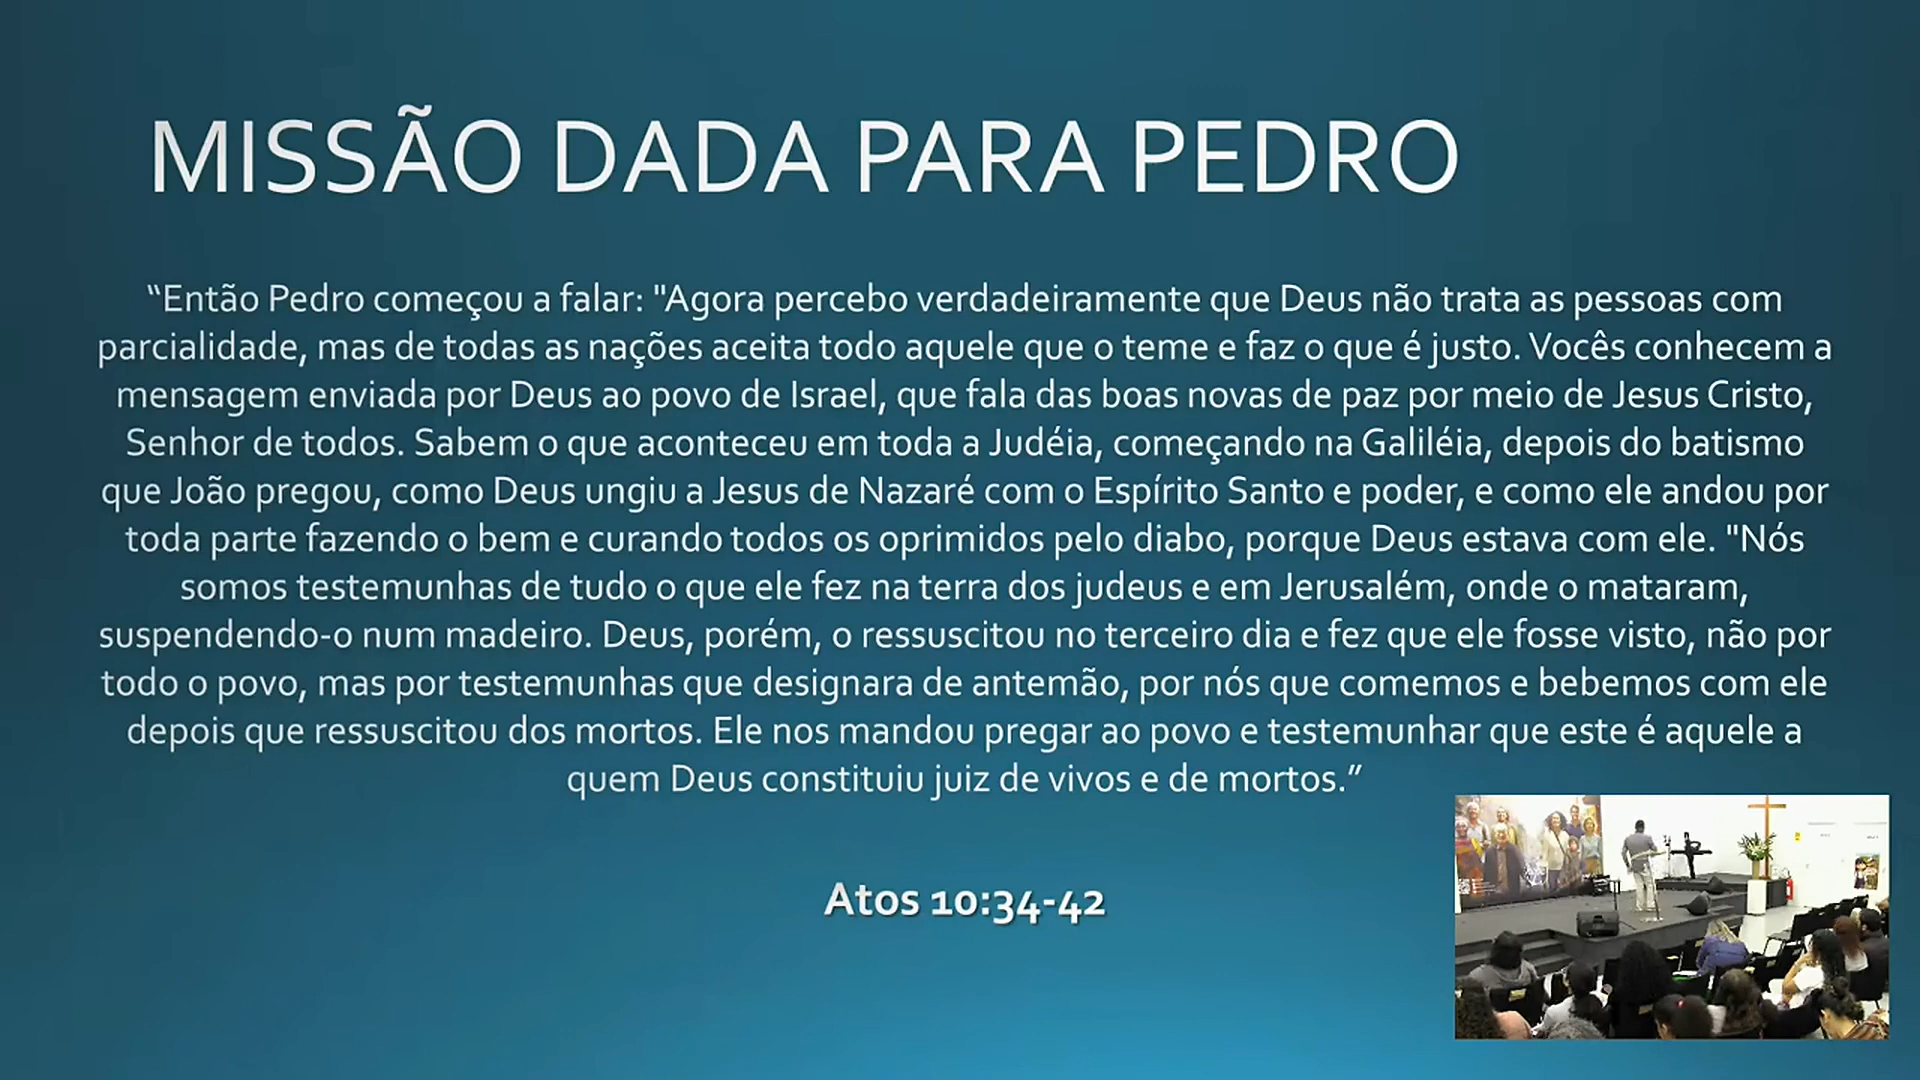 MISSÃO DADA PARA PEDRO
“Então Pedro começou a falar: "Agora percebo verdadeiramente que Deus não trata as pessoas com
parcialidade, mas de todas as nações aceita todo aquele que o teme e faz o que é justo. Vocês conhecem a
mensagem enviada por Deus ao povo de Israel, que fala das boas novas de paz por meio de Jesus Cristo,
Senhor de todos. Sabem o que aconteceu em toda a Judéia, começando na Galiléia, depois do batismo
que João pregou, como Deus ungiu a Jesus de Nazaré com o Espírito Santo e poder, e como ele andou por
toda parte fazendo o bem e curando todos os oprimidos pelo diabo, porque Deus estava com ele. "Nós
somos testemunhas de tudo o que ele fez na terra dos judeus e em Jerusalém, onde o mataram,
suspendendo-o num madeiro. Deus, porém, o ressuscitou no terceiro dia e fez que ele fosse visto, não por
todo o povo, mas por testemunhas que designara de antemão, por nós que comemos e bebemos com ele
depois que ressuscitou dos mortos. Ele nos mandou pregar ao povo e testemunhar que este é aquele a
quem Deus constituiu juiz de vivos e de mortos.”
Atos 10:34-42